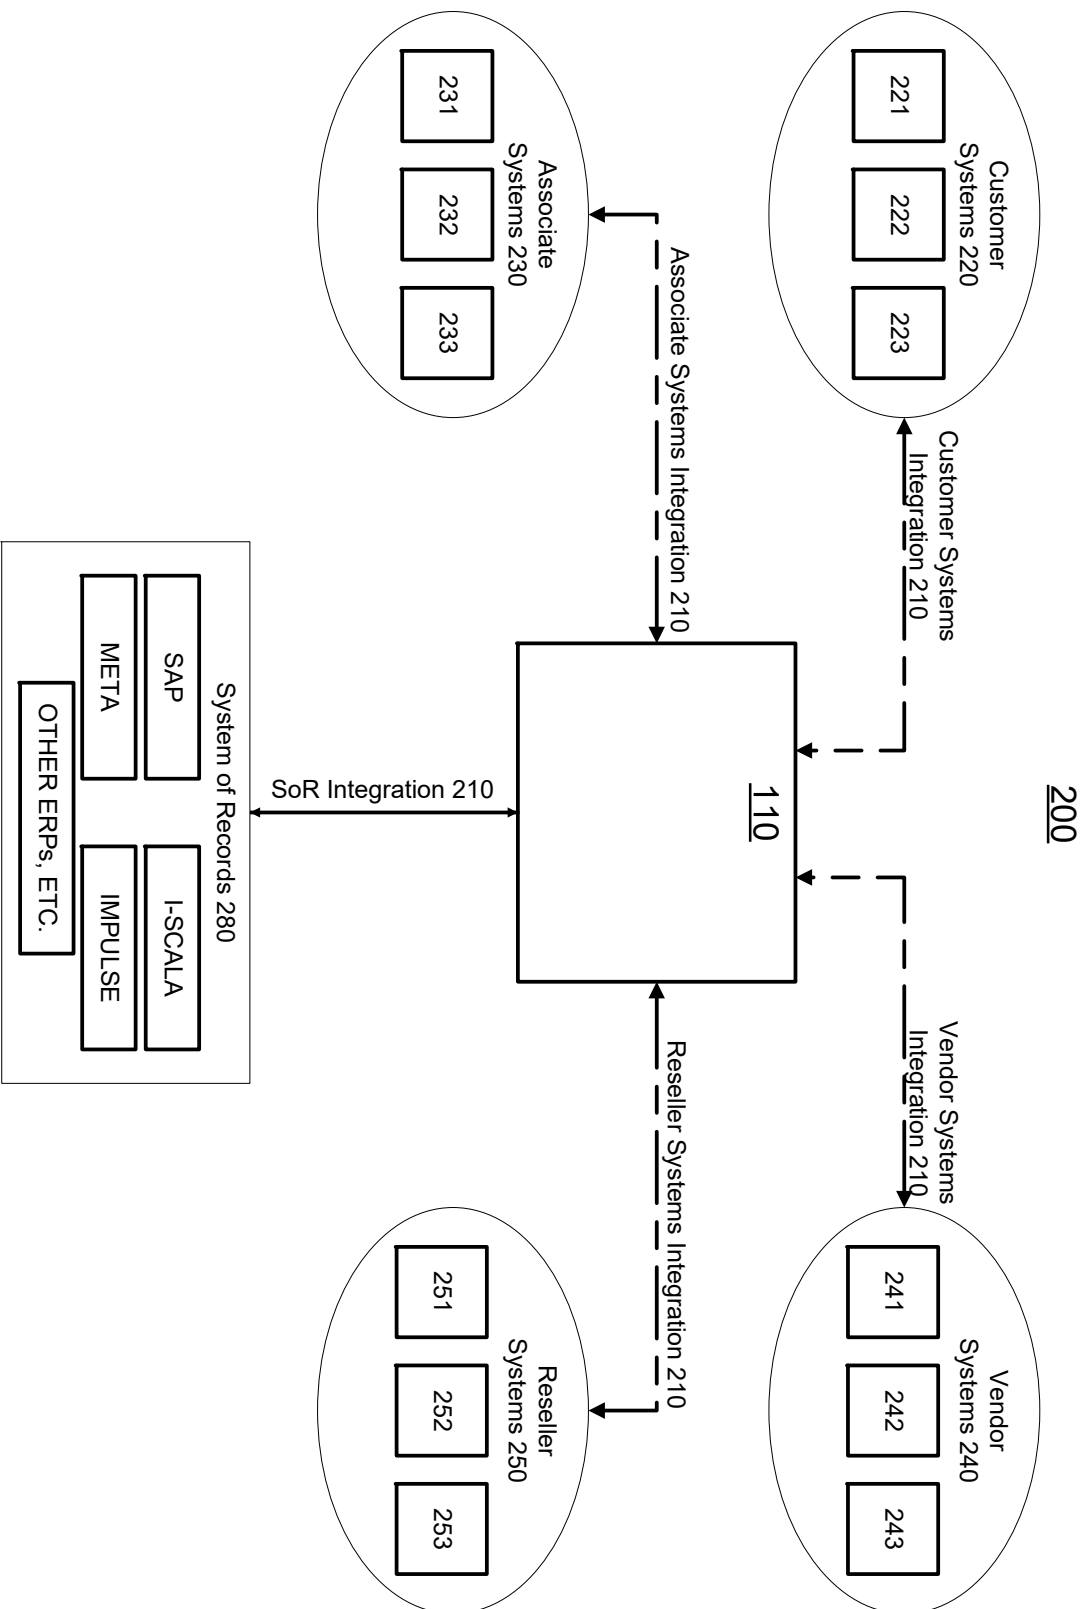 200
Customer
Systems 220
221
222
223
Customer Systems
Integration 210
Vendor Systems
Integration 210
Vendor
Systems 240
241
242
243
110
Associate
Systems 230
231
232
233
Associate Systems Integration 210
Reseller Systems Integration 210
Reseller
Systems 250
251
252
253
SoR Integration 210
System of Records 280
SAP
I-SCALA
META
IMPULSE
OTHER ERPs, ETC.